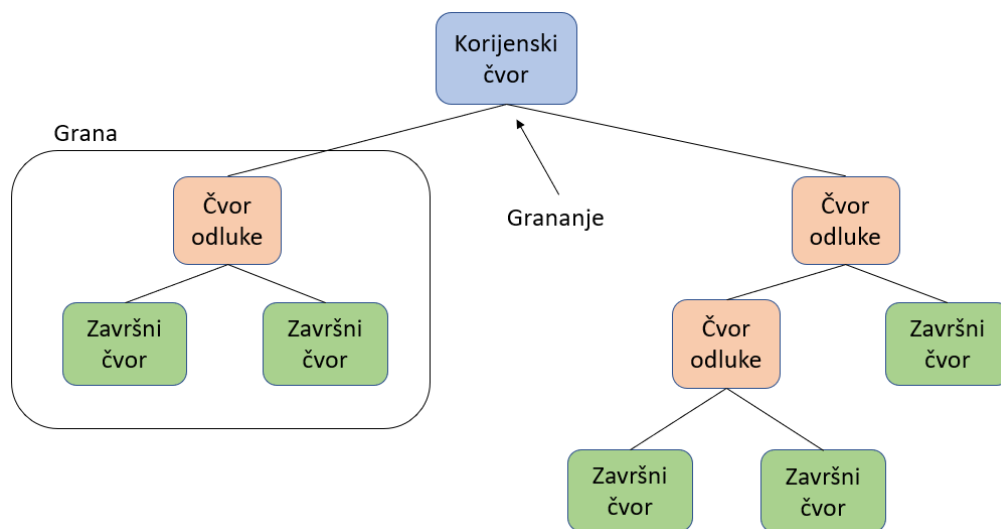 Korijenski
čvor
Grana
Grananje
Čvor
odluke
Čvor
odluke
Završni
čvor
Završni
čvor
Čvor
odluke
Završni
čvor
Završni
čvor
Završni
čvor